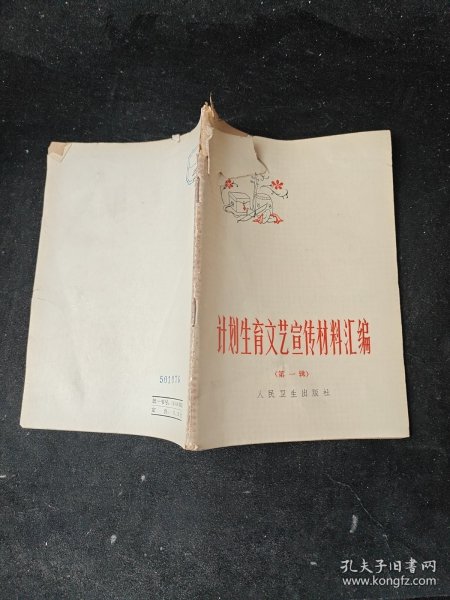 计划生育文艺宣传材料汇编
(第一辑)
人民卫生出版社
孔夫子旧书网
www.kongfz.com